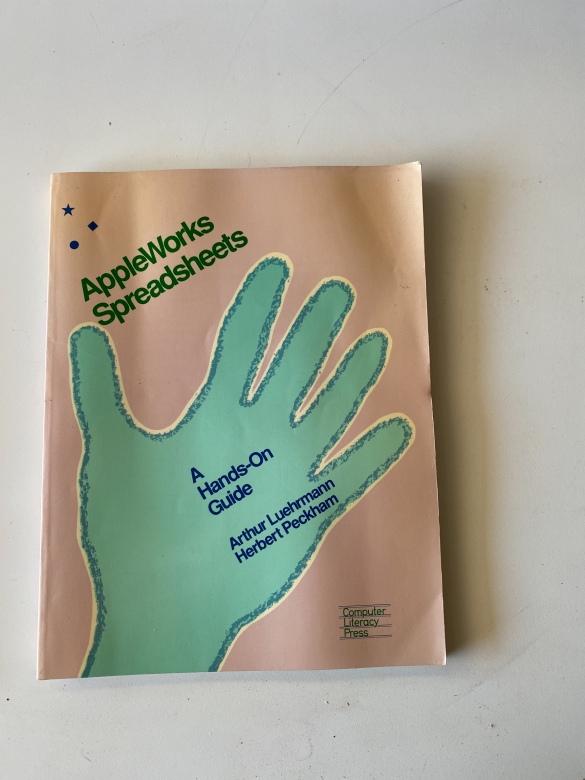 AppleWorks
Spreadsheets
A
Hands-On
Guide
Arthur Luehrmann
Herbert Peckham
Computer
Literacy
Press